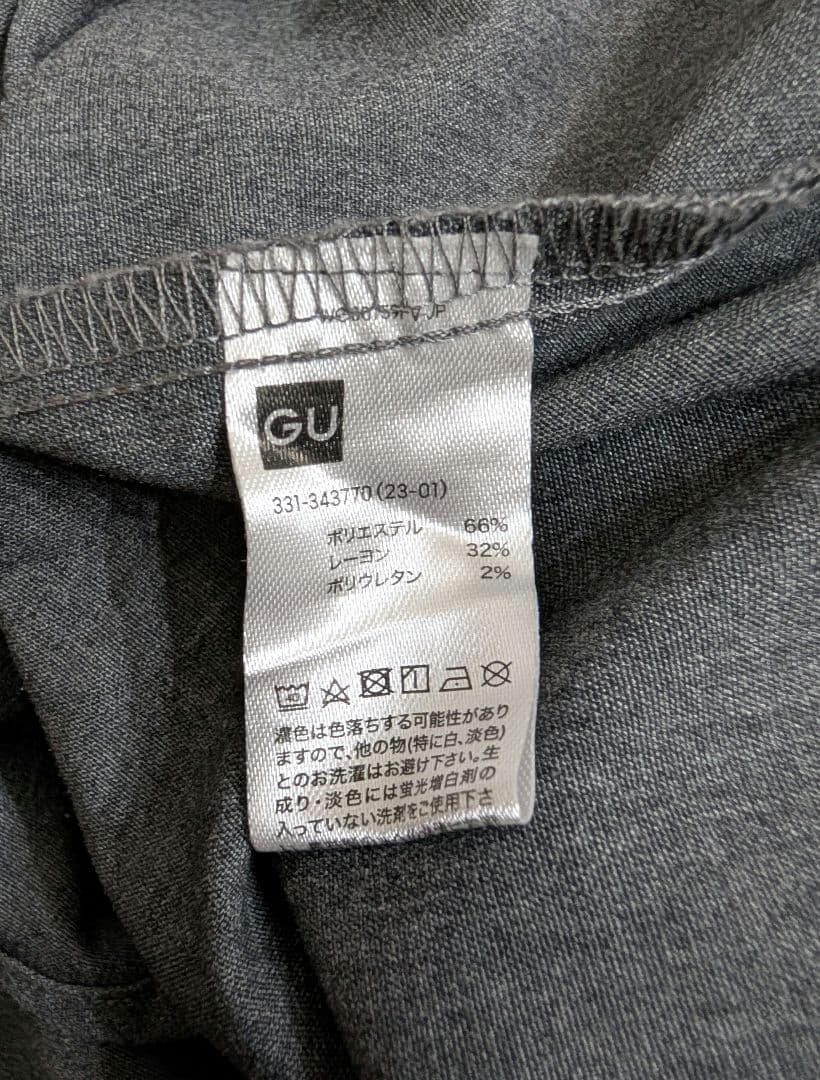 GU
331-343770(23-01)
ポリエステル 66%
レーヨン 32%
ポリウレタン 2%
濃色は色落ちする可能性があり
ますので、他の物(特に白、淡色)
とのお洗濯はお避け下さい。生
成り・淡色には蛍光増白剤の
入っていない洗剤をご使用下さ